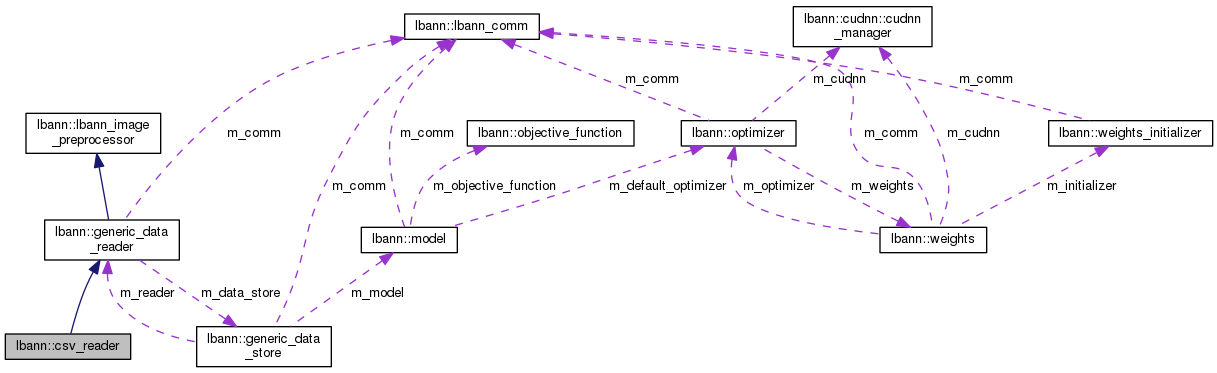 lbann::lbann_comm
lbann::cudnn::cudnn
_manager
m_comm
m_cudnn
m_comm
lbann::lbann_image
_preprocessor
m_comm
m_comm
lbann::objective_function
lbann::optimizer
m_comm
m_cudnn
lbann::weights_initializer
m_comm
m_objective_function
m_default_optimizer
m_optimizer
m_weights
m_initializer
lbann::generic_data
_reader
lbann::model
lbann::weights
m_reader
m_data_store
m_model
lbann::csv_reader
lbann::generic_data
_store